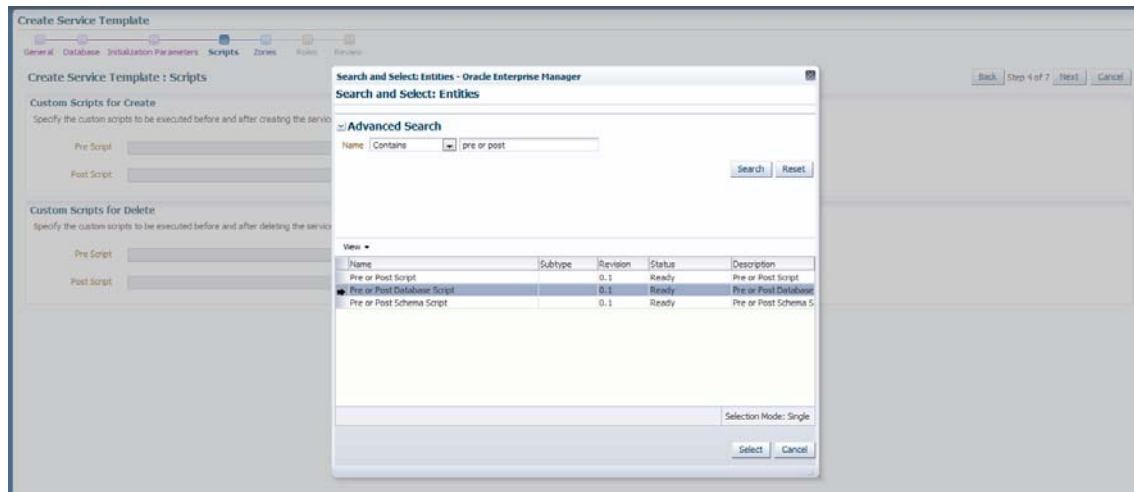 Create Service Template
General Database Initialization Parameters Scripts Zones Roles Review
Create Service Template : Scripts
Back Step 4 of 7 Next Cancel
Custom Scripts for Create
Specify the custom scripts to be executed before and after creating the servic
Pre Script
Post Script
Custom Scripts for Delete
Specify the custom scripts to be executed before and after deleting the servic
Pre Script
Post Script
Search and Select: Entities - Oracle Enterprise Manager
Search and Select: Entities
Advanced Search
Name Contains pre or post
Search Reset
View
Name Subtype Revision Status Description
Pre or Post Script 0.1 Ready Pre or Post Script
Pre or Post Database Script 0.1 Ready Pre or Post Database
Pre or Post Schema Script 0.1 Ready Pre or Post Schema S
Selection Mode: Single
Select Cancel